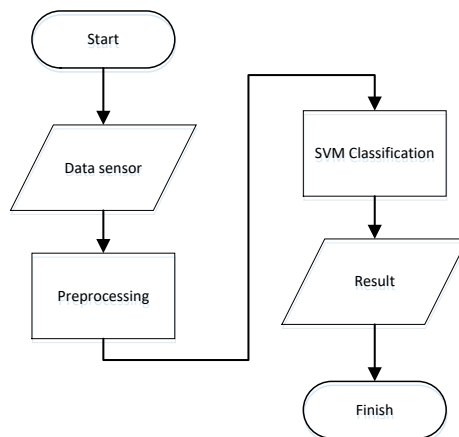 Start
Data sensor
Preprocessing
SVM Classification
Result
Finish